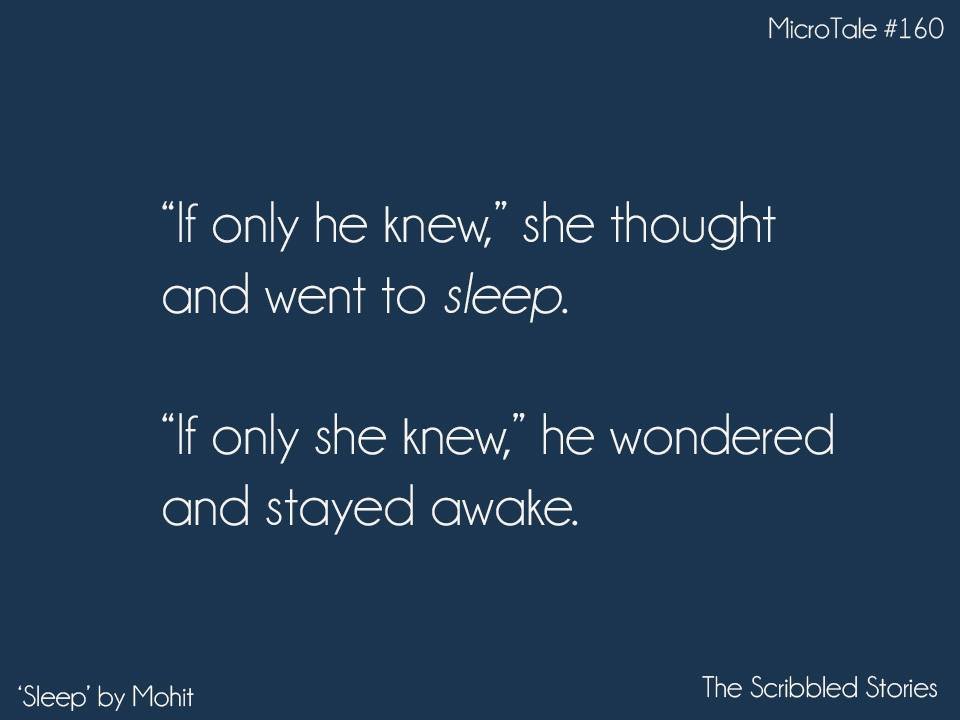 MicroTale #160
“If only he knew,” she thought
and went to sleep.
“If only she knew,” he wondered
and stayed awake.
‘Sleep’ by Mohit
The Scribbled Stories